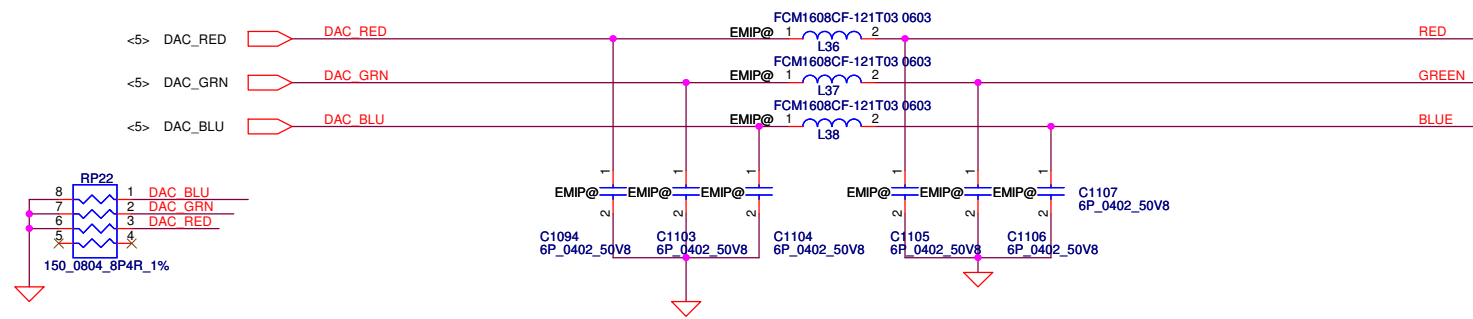 FCM1608CF-121T03 0603
<5> DAC_RED DAC_RED EMIP@ 1 2 RED
L36
FCM1608CF-121T03 0603
<5> DAC_GRN DAC_GRN EMIP@ 1 2 GREEN
L37
FCM1608CF-121T03 0603
<5> DAC_BLU DAC_BLU EMIP@ 1 2 BLUE
L38
RP22
8 1 DAC_BLU
7 2 DAC_GRN
6 3 DAC_RED
5 4
150_0804_8P4R_1%
1 1 1 1 1 1
EMIP@ EMIP@ EMIP@ EMIP@ EMIP@ EMIP@ C1107
6P_0402_50V8
2 2 2 2 2 2
C1094 C1103 C1104 C1105 C1106
6P_0402_50V8 6P_0402_50V8 6P_0402_50V8 6P_0402_50V8 6P_0402_50V8